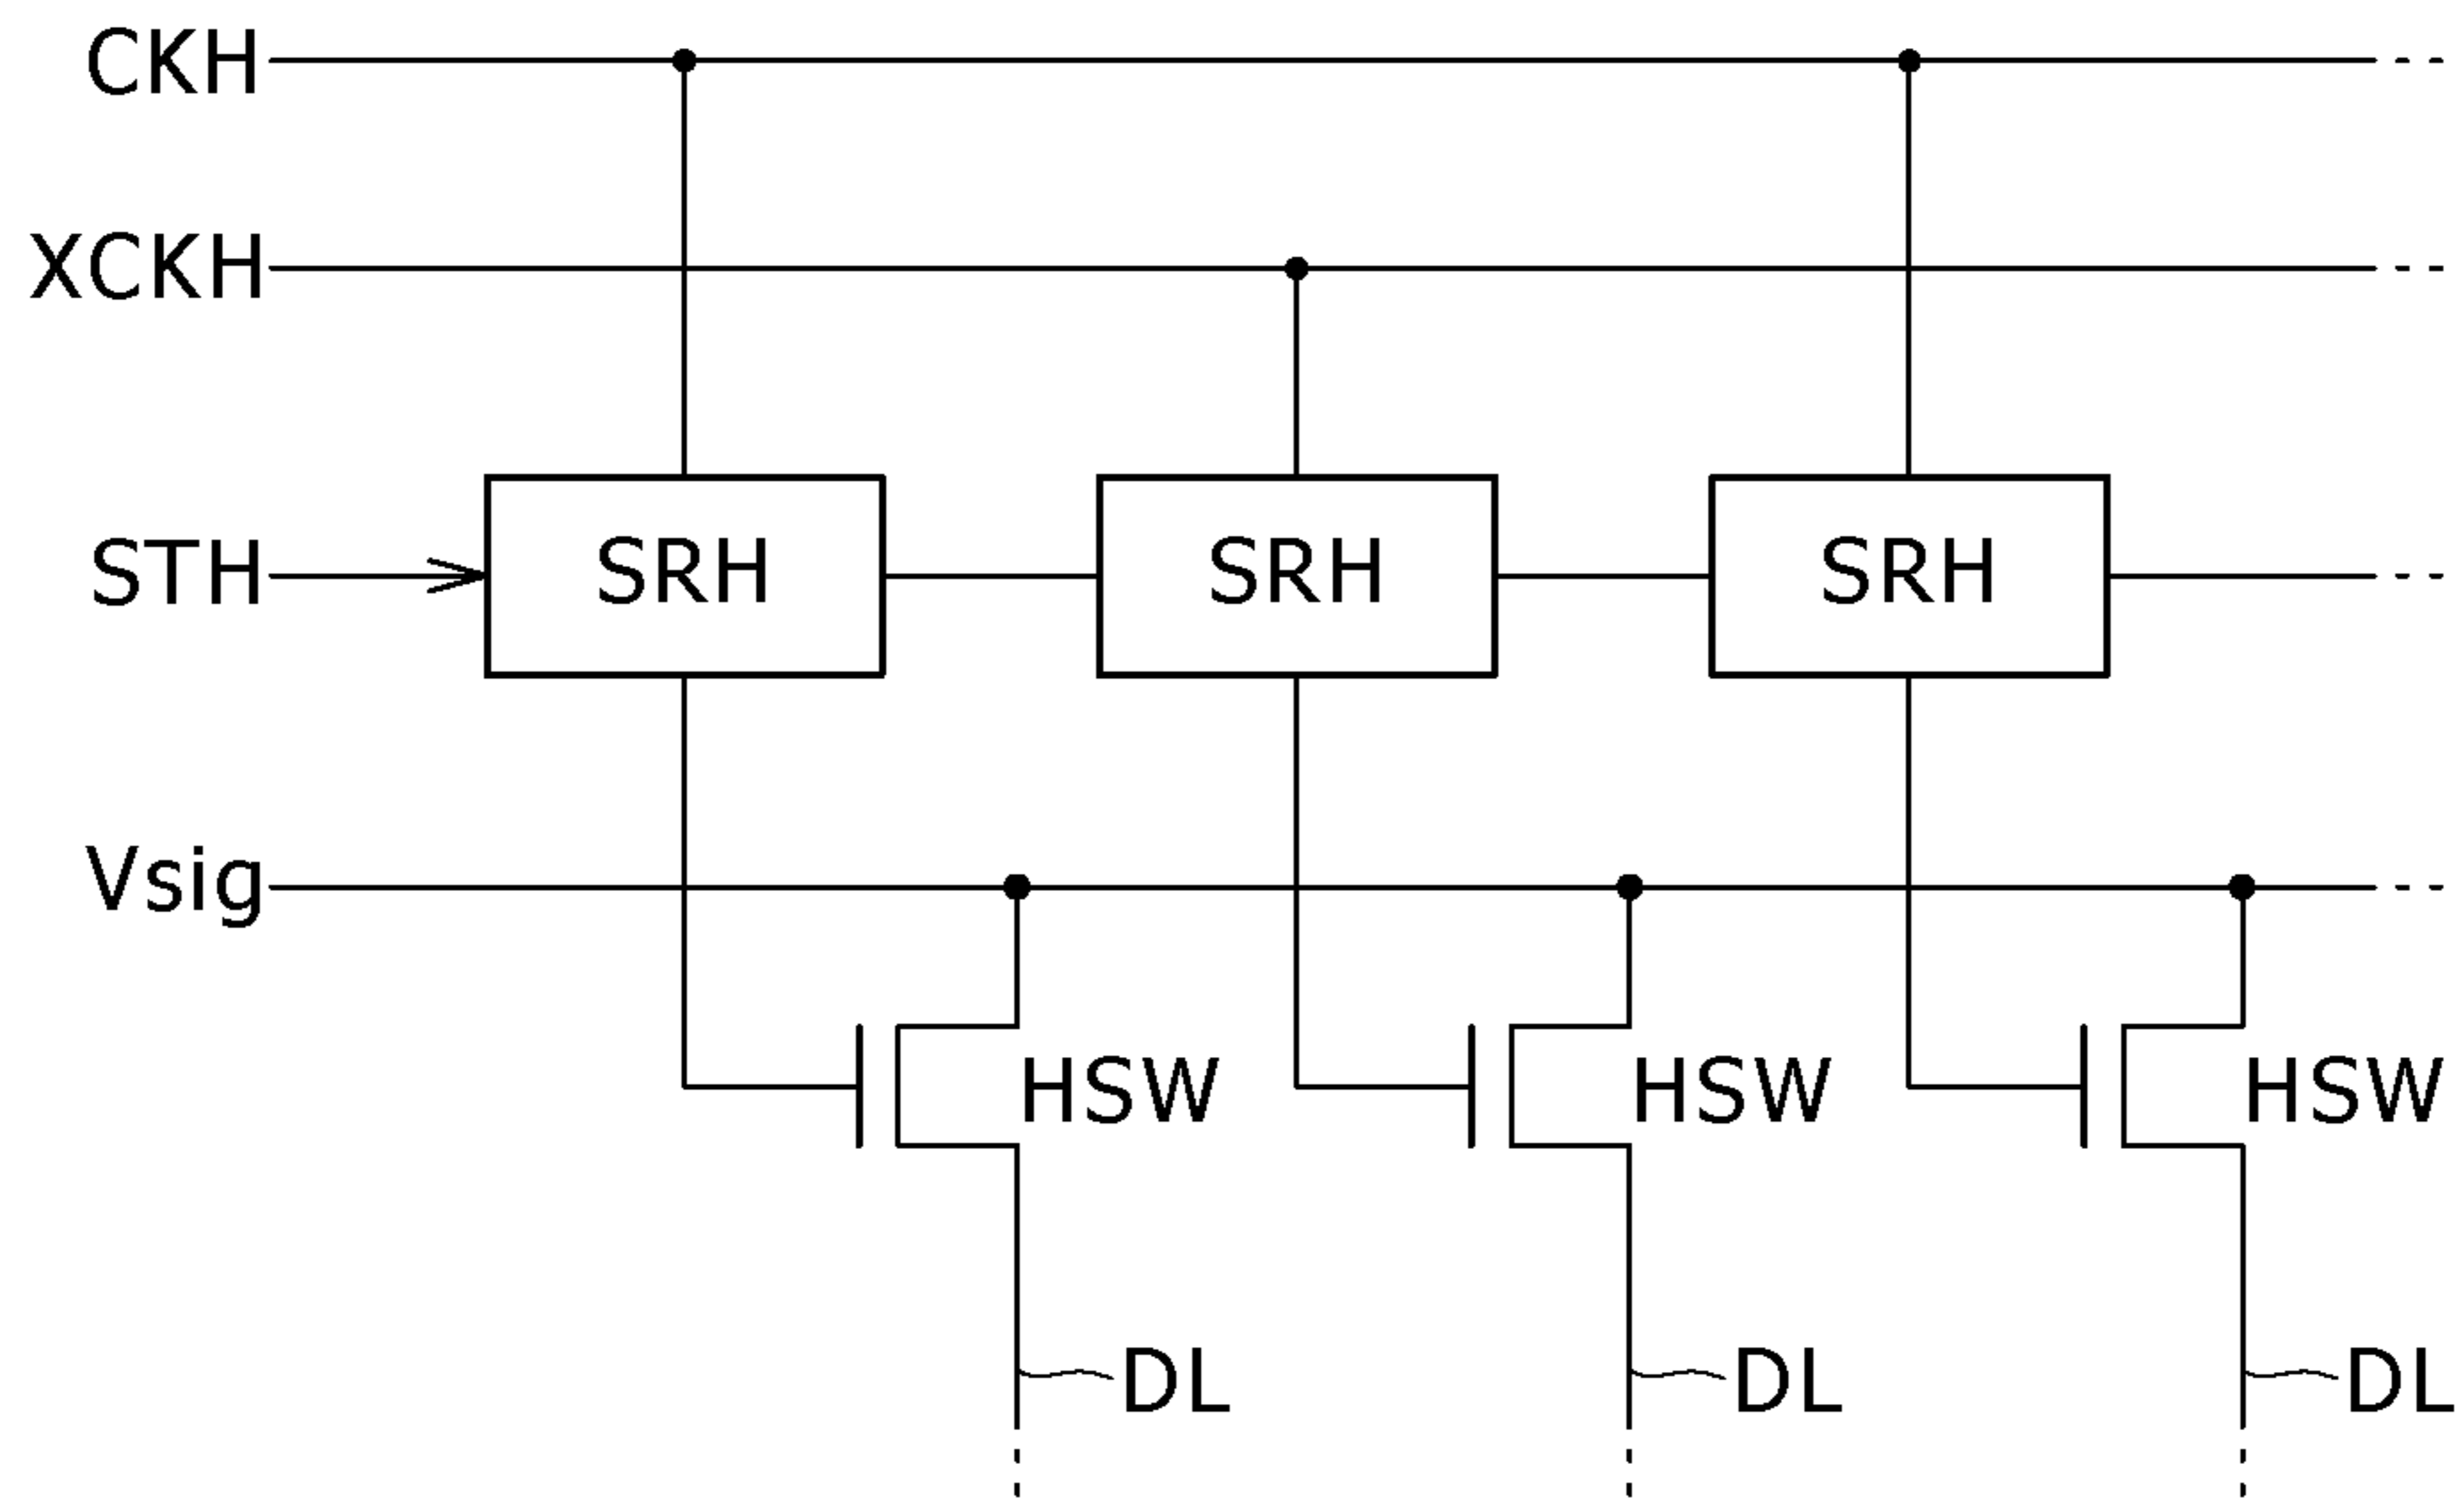 CKH
XCKH
STH SRH SRH SRH
Vsig
HSW HSW HSW
DL DL DL